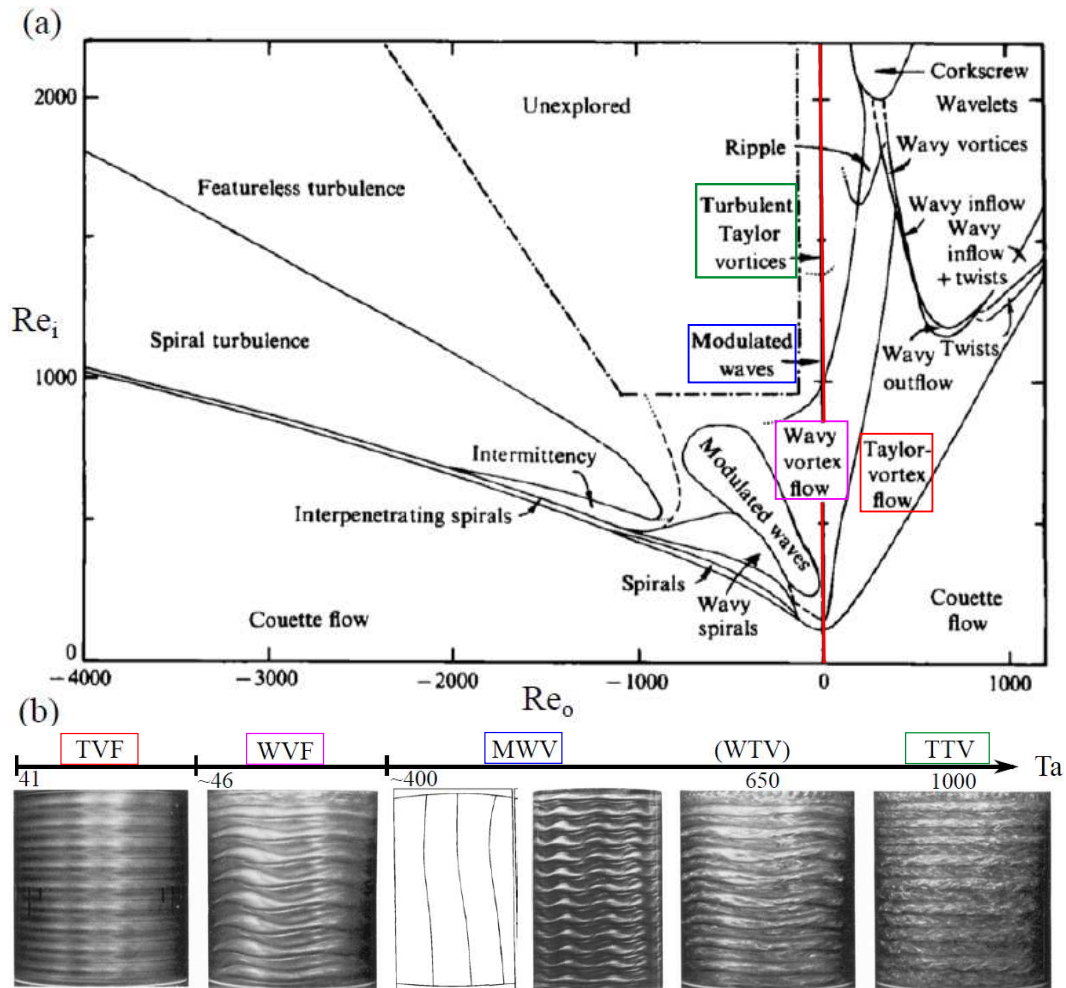 (a)
2000
1000
0
Re_i
−4000
−3000
−2000
−1000
0
1000
Re_o
Unexplored
Featureless turbulence
Spiral turbulence
Intermittency
Interpenetrating spirals
Couette flow
Spirals
Wavy
spirals
Modulated waves
Ripple
Turbulent
Taylor
vortices
Modulated
waves
Wavy
vortex
flow
Taylor-
vortex
flow
Corkscrew
Wavelets
Wavy vortices
Wavy inflow
Wavy
inflow
+ twists
Twists
Wavy
outflow
Couette
flow
(b)
TVF
WVF
MWV
(WTV)
TTV
Ta
41
~46
~400
650
1000